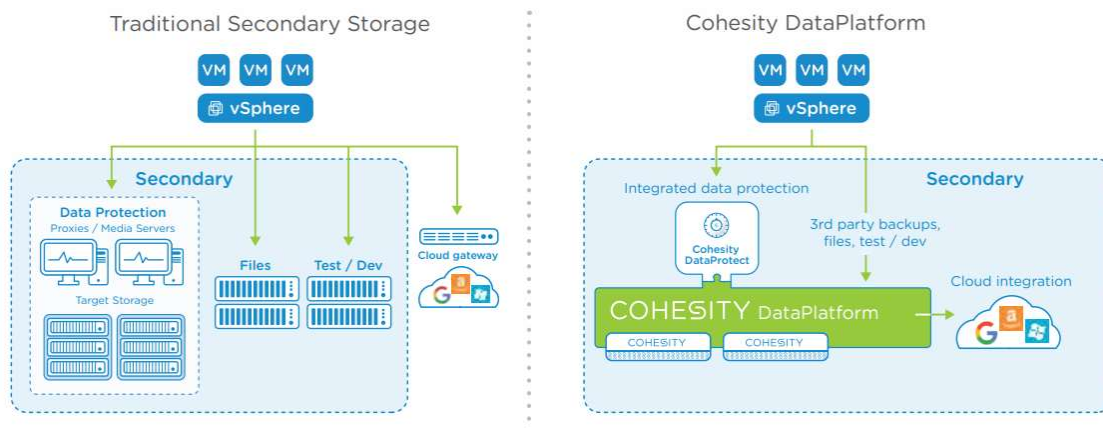 Traditional Secondary Storage
VM VM VM
vSphere
Secondary
Data Protection
Proxies / Media Servers
Target Storage
Files
Test / Dev
Cloud gateway
G a
Cohesity DataPlatform
VM VM VM
vSphere
Secondary
Integrated data protection
Cohesity
DataProtect
3rd party backups,
files, test / dev
Cloud integration
COHESITY DataPlatform
COHESITY COHESITY
G a